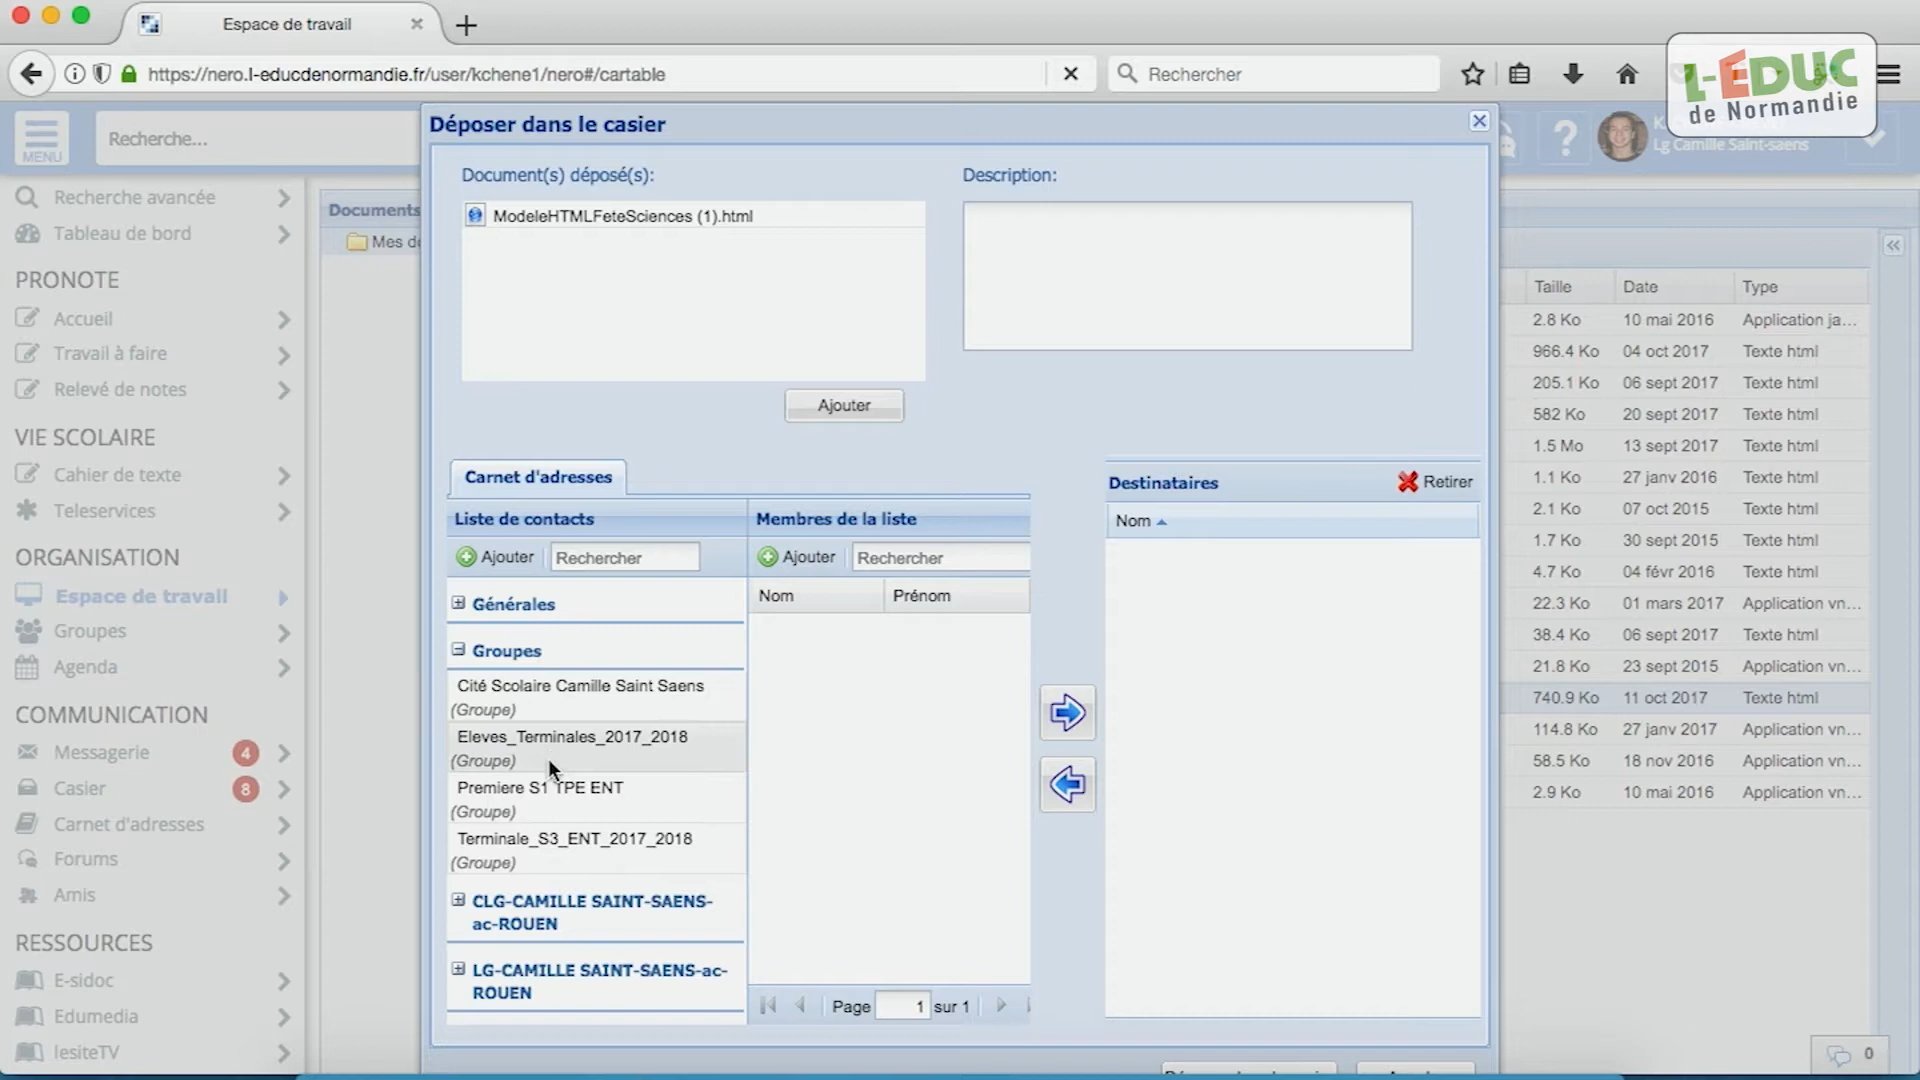 Espace de travail
https://nero.l-educdenormandie.fr/user/kchene1/nero#/cartable
Rechercher
L-ÉDUC
de Normandie
MENU
Recherche...
Déposer dans le casier
?
Lg Camille Saint-saens
Document(s) déposé(s):
Description:
ModeleHTMLFeteSciences (1).html
Ajouter
Recherche avancée
Tableau de bord
PRONOTE
Accueil
Travail à faire
Relevé de notes
VIE SCOLAIRE
Cahier de texte
Teleservices
ORGANISATION
Espace de travail
Groupes
Agenda
COMMUNICATION
Messagerie 4
Casier 8
Carnet d'adresses
Forums
Amis
RESSOURCES
E-sidoc
Edumedia
lesiteTV
Documents
Mes
Carnet d'adresses
Liste de contacts
Ajouter Rechercher
Générales
Groupes
Cité Scolaire Camille Saint Saens
(Groupe)
Eleves_Terminales_2017_2018
(Groupe)
Premiere S1 TPE ENT
(Groupe)
Terminale_S3_ENT_2017_2018
(Groupe)
CLG-CAMILLE SAINT-SAENS-
ac-ROUEN
LG-CAMILLE SAINT-SAENS-ac-
ROUEN
Membres de la liste
Ajouter Rechercher
Nom Prénom
Page 1 sur 1
Destinataires Retirer
Nom
Taille Date Type
2.8 Ko 10 mai 2016 Application ja...
966.4 Ko 04 oct 2017 Texte html
205.1 Ko 06 sept 2017 Texte html
582 Ko 20 sept 2017 Texte html
1.5 Mo 13 sept 2017 Texte html
1.1 Ko 27 janv 2016 Texte html
2.1 Ko 07 oct 2015 Texte html
1.7 Ko 30 sept 2015 Texte html
4.7 Ko 04 févr 2016 Texte html
22.3 Ko 01 mars 2017 Application vn...
38.4 Ko 06 sept 2017 Texte html
21.8 Ko 23 sept 2015 Application vn...
740.9 Ko 11 oct 2017 Texte html
114.8 Ko 27 janv 2017 Application vn...
58.5 Ko 18 nov 2016 Application vn...
2.9 Ko 10 mai 2016 Application vn...
0